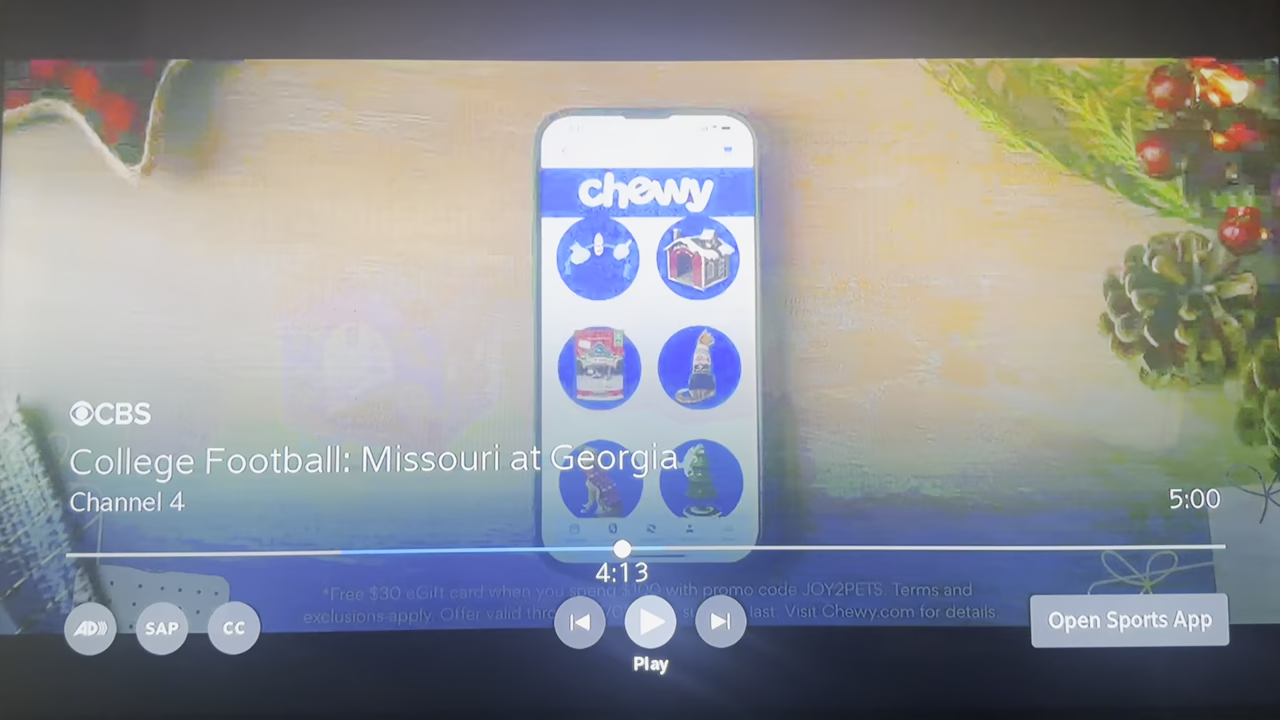 chewy
CBS
College Football: Missouri at Georgia
Channel 4
5:00
4:13
*Free $30 eGift card when you spend $100 with promo code JOY2PETS. Terms and
exclusions apply. Offer valid last. Visit Chewy.com for details.
AD
SAP
CC
Open Sports App
Play